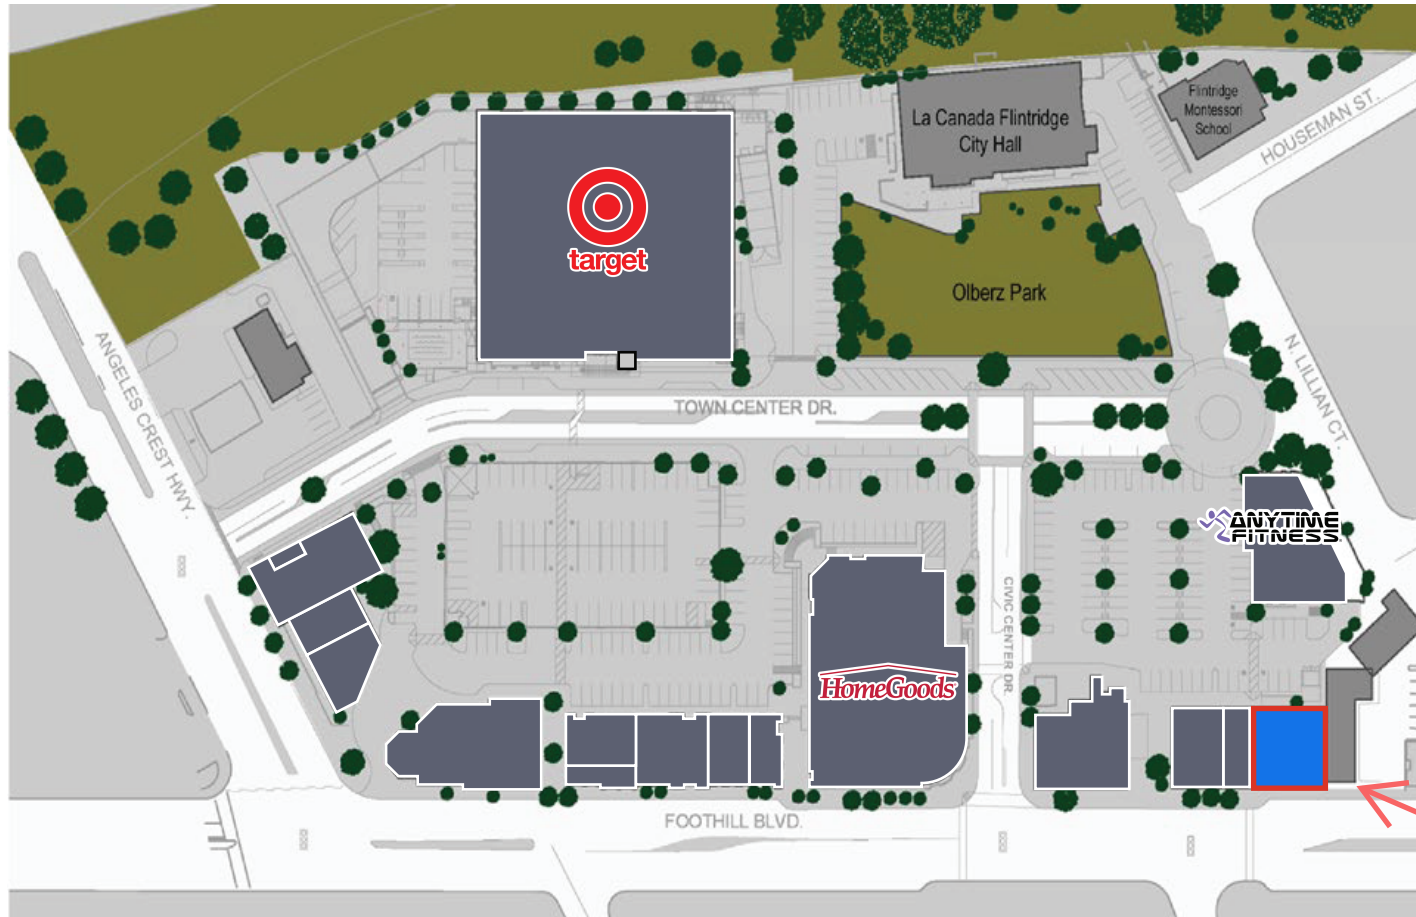 La Canada Flintridge
City Hall
Flintridge
Montessori
School
HOUSEMAN ST.
target
Olberz Park
ANGELES CREST HWY.
N. LILLIAN CT.
TOWN CENTER DR.
ANYTIME
FITNESS
CIVIC CENTER DR.
HomeGoods
FOOTHILL BLVD.